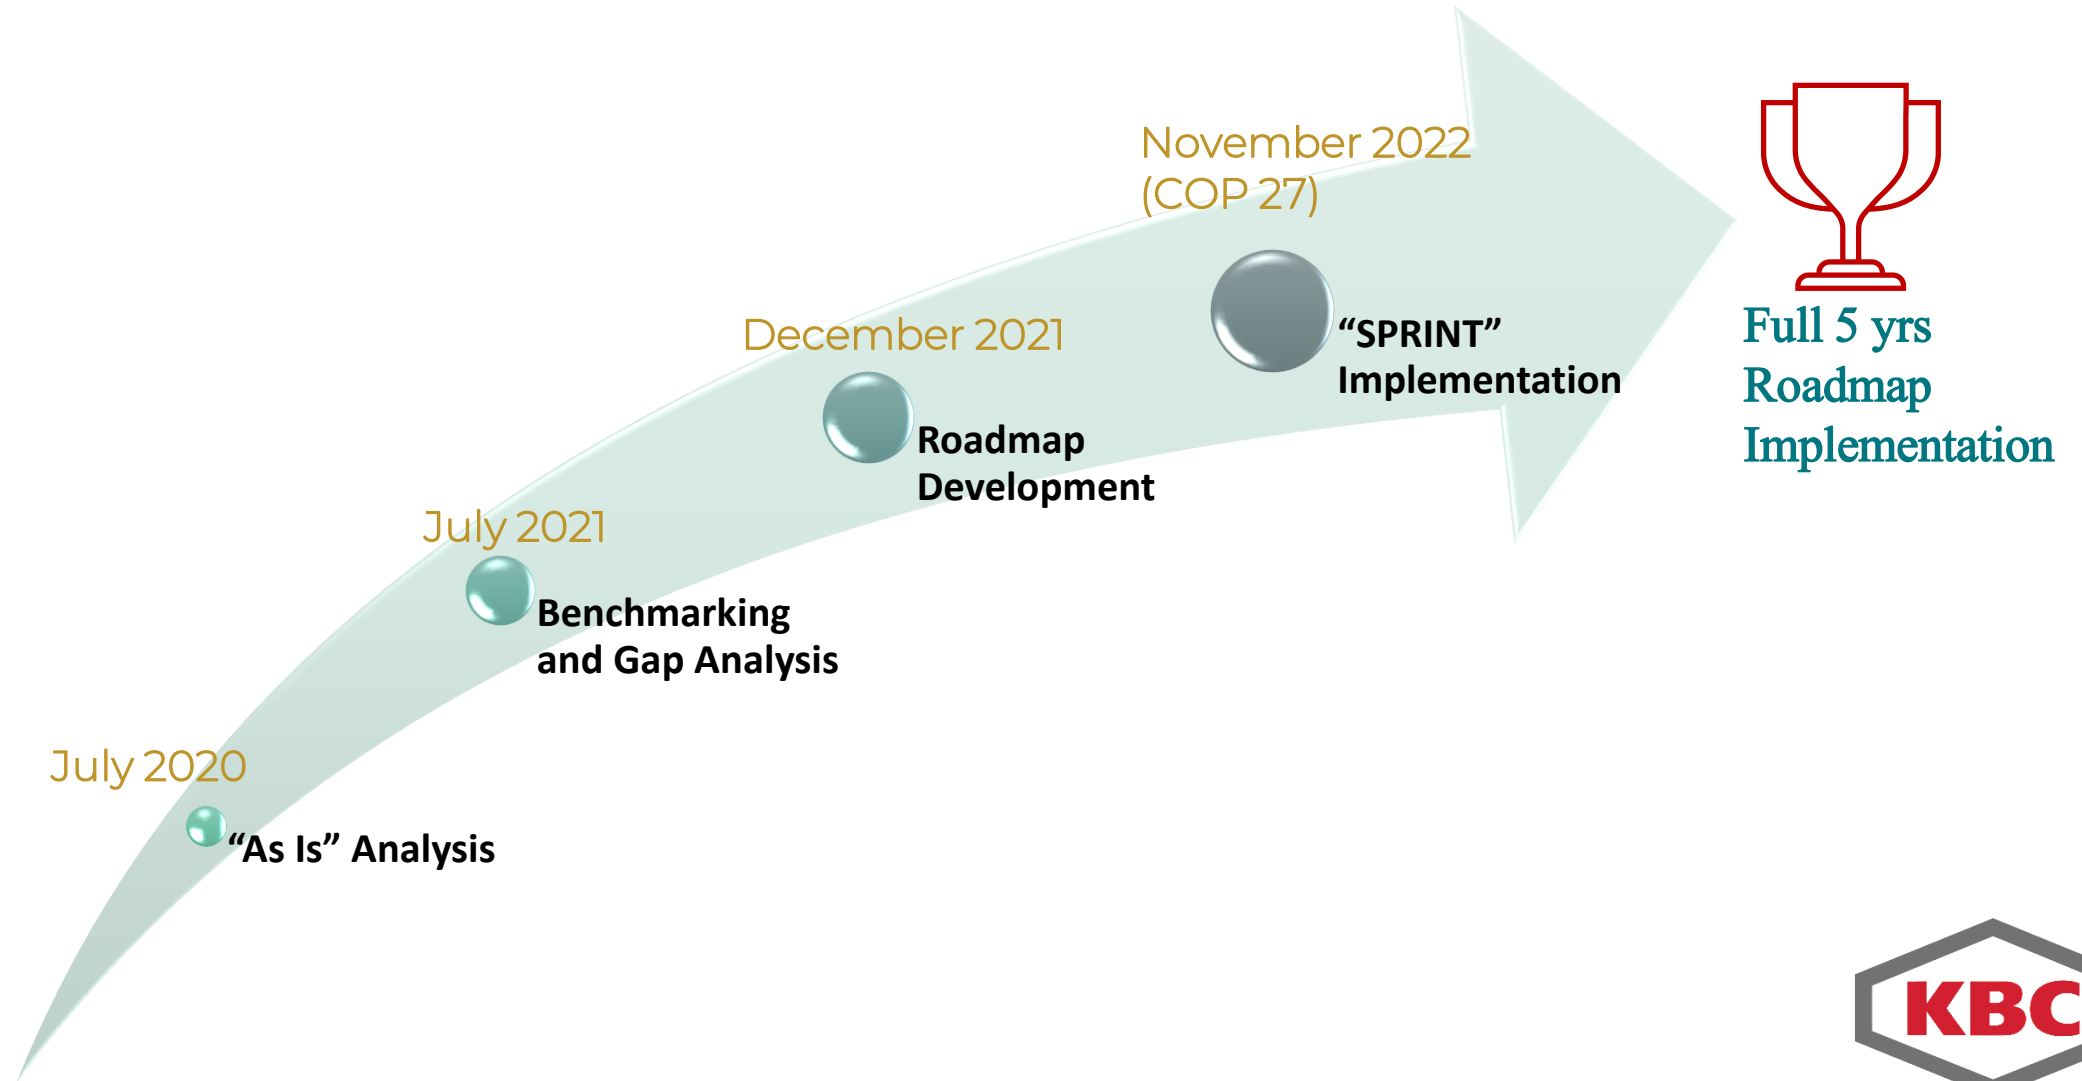 November 2022
(COP 27)
“SPRINT”
Implementation
Full 5 yrs
Roadmap
Implementation
December 2021
Roadmap
Development
July 2021
Benchmarking
and Gap Analysis
July 2020
“As Is” Analysis
KBC